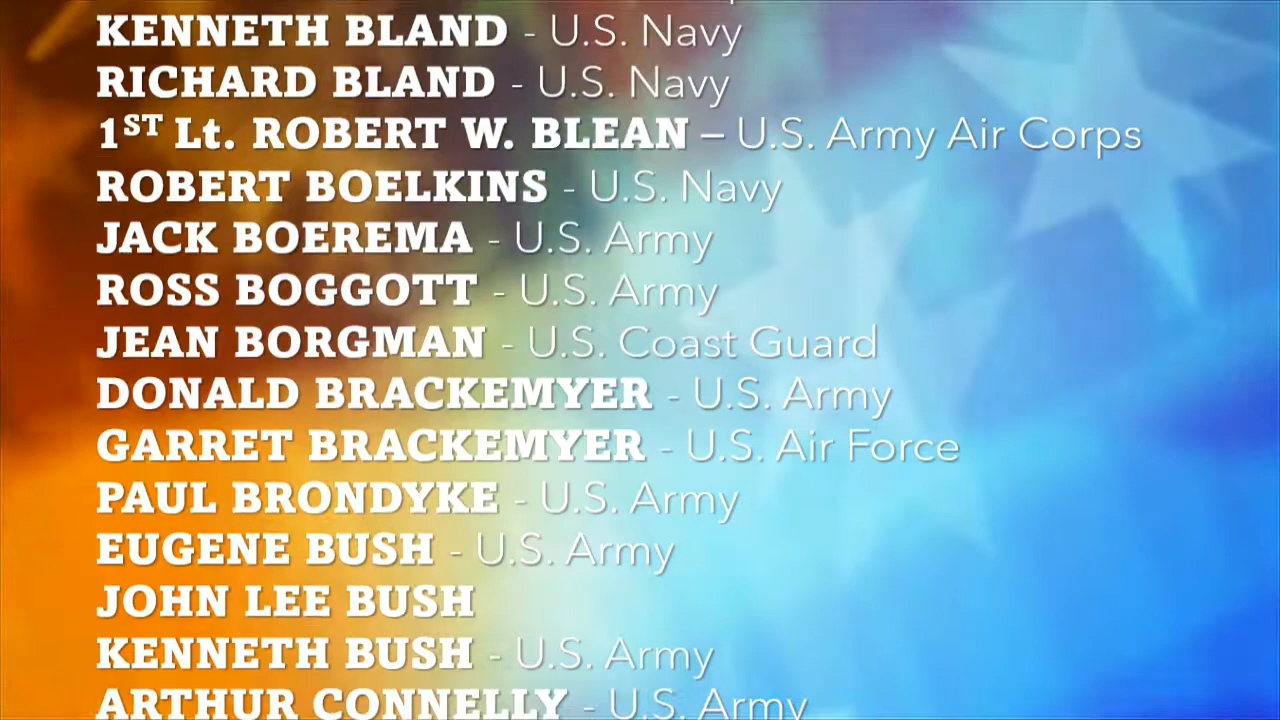 KENNETH BLAND - U.S. Navy
RICHARD BLAND - U.S. Navy
1ST Lt. ROBERT W. BLEAN – U.S. Army Air Corps
ROBERT BOELKINS - U.S. Navy
JACK BOEREMA - U.S. Army
ROSS BOGGOTT - U.S. Army
JEAN BORGMAN - U.S. Coast Guard
DONALD BRACKEMYER - U.S. Army
GARRET BRACKEMYER - U.S. Air Force
PAUL BRONDYKE - U.S. Army
EUGENE BUSH - U.S. Army
JOHN LEE BUSH
KENNETH BUSH - U.S. Army
ARTHUR CONNELLY - U.S. Army